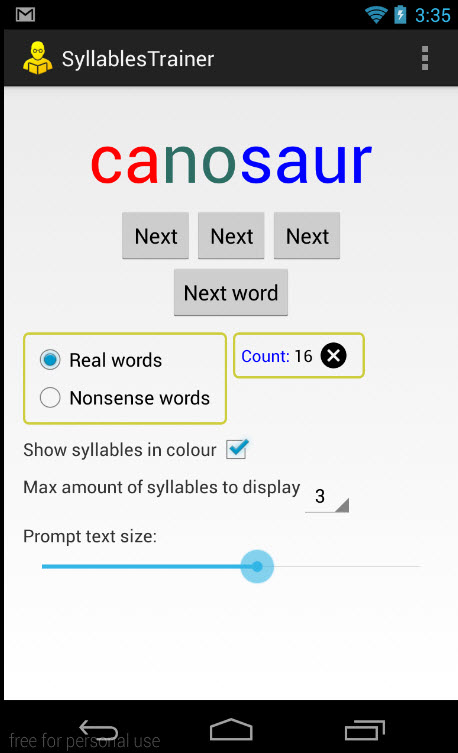 3:35
SyllablesTrainer
canosaur
Next Next Next
Next word
Real words
Count: 16
Nonsense words
Show syllables in colour
Max amount of syllables to display 3
Prompt text size:
free for personal use